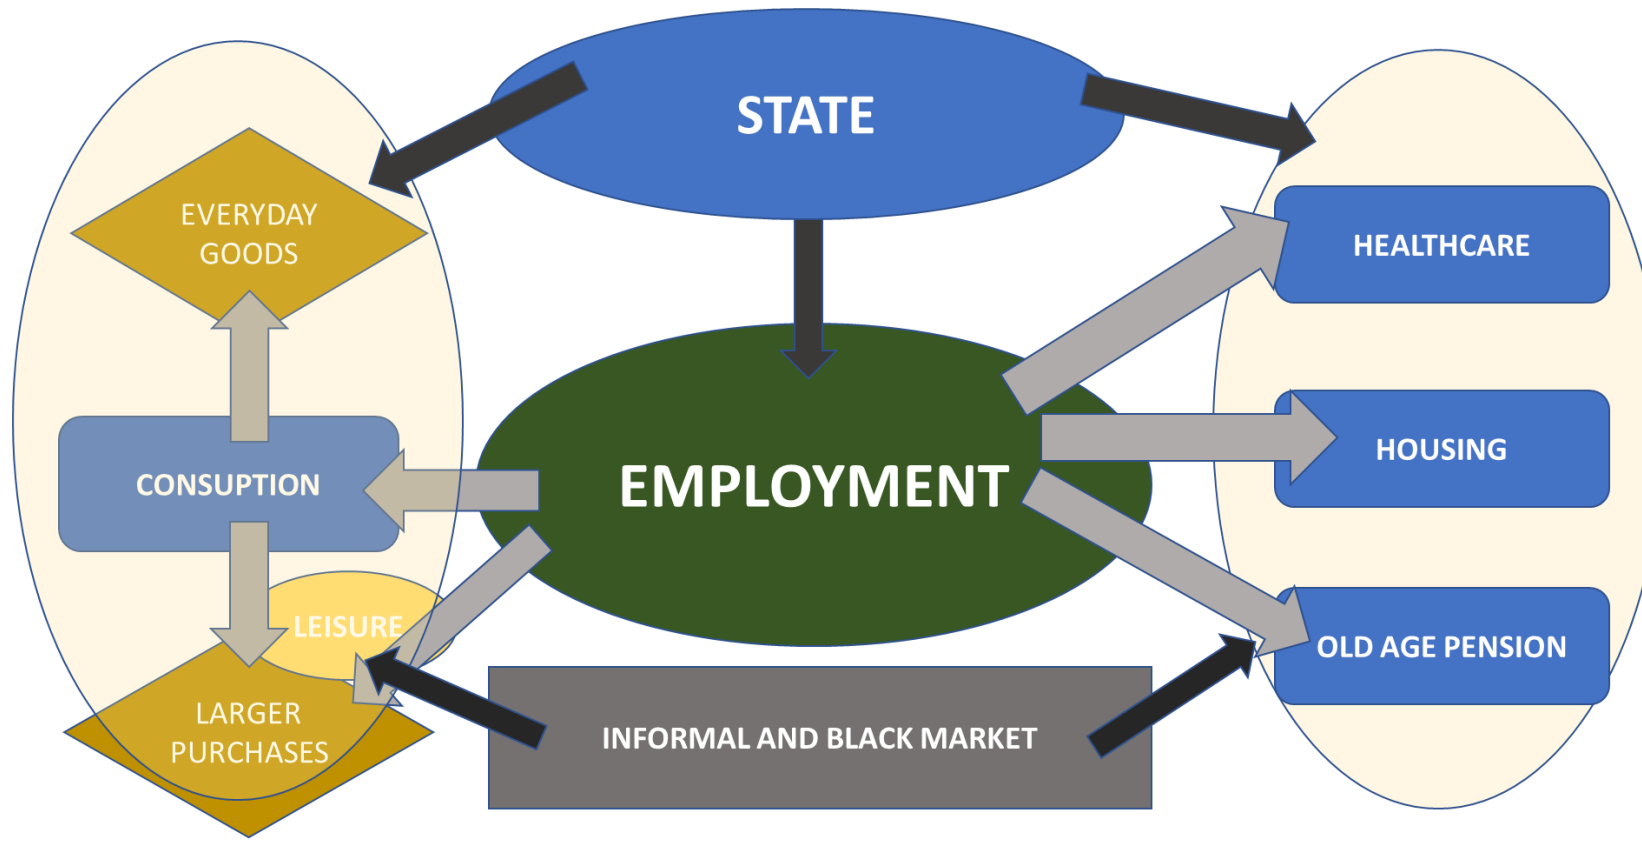 STATE
EVERYDAY
GOODS
HEALTHCARE
HOUSING
CONSUPTION
EMPLOYMENT
LEISURE
OLD AGE PENSION
LARGER
PURCHASES
INFORMAL AND BLACK MARKET